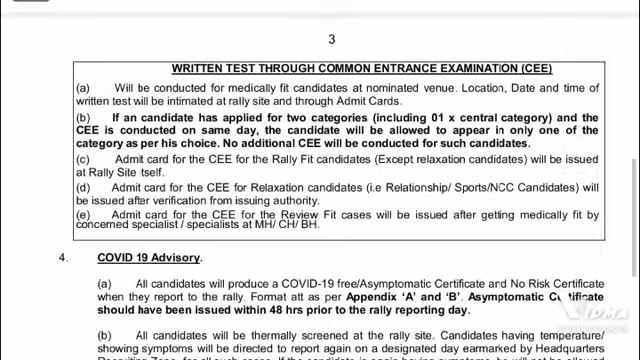 3
WRITTEN TEST THROUGH COMMON ENTRANCE EXAMINATION (CEE)
(a) Will be conducted for medically fit candidates at nominated venue. Location, Date and time of
written test will be intimated at rally site and through Admit Cards.
(b) If an candidate has applied for two categories (including 01 x central category) and the
CEE is conducted on same day, the candidate will be allowed to appear in only one of the
category as per his choice. No additional CEE will be conducted for such candidates.
(c) Admit card for the CEE for the Rally Fit candidates (Except relaxation candidates) will be issued
at Rally Site itself.
(d) Admit card for the CEE for Relaxation candidates (i.e Relationship/ Sports/NCC Candidates) will
be issued after verification from issuing authority.
(e) Admit card for the CEE for the Review Fit cases will be issued after getting medically fit by
concerned specialist / specialists at MH/ CH/ BH.
4. COVID 19 Advisory.
(a) All candidates will produce a COVID-19 free/Asymptomatic Certificate and No Risk Certificate
when they report to the rally. Format att as per Appendix ‘A’ and ‘B’. Asymptomatic Certificate
should have been issued within 48 hrs prior to the rally reporting day.
(b) All candidates will be thermally screened at the rally site. Candidates having temperature/
showing symptoms will be directed to report again on a designated day earmarked by Headquarters